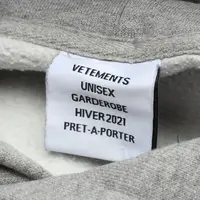 VETEMENTS
UNISEX
GARDEROBE
HIVER 2021
PRET-A-PORTER